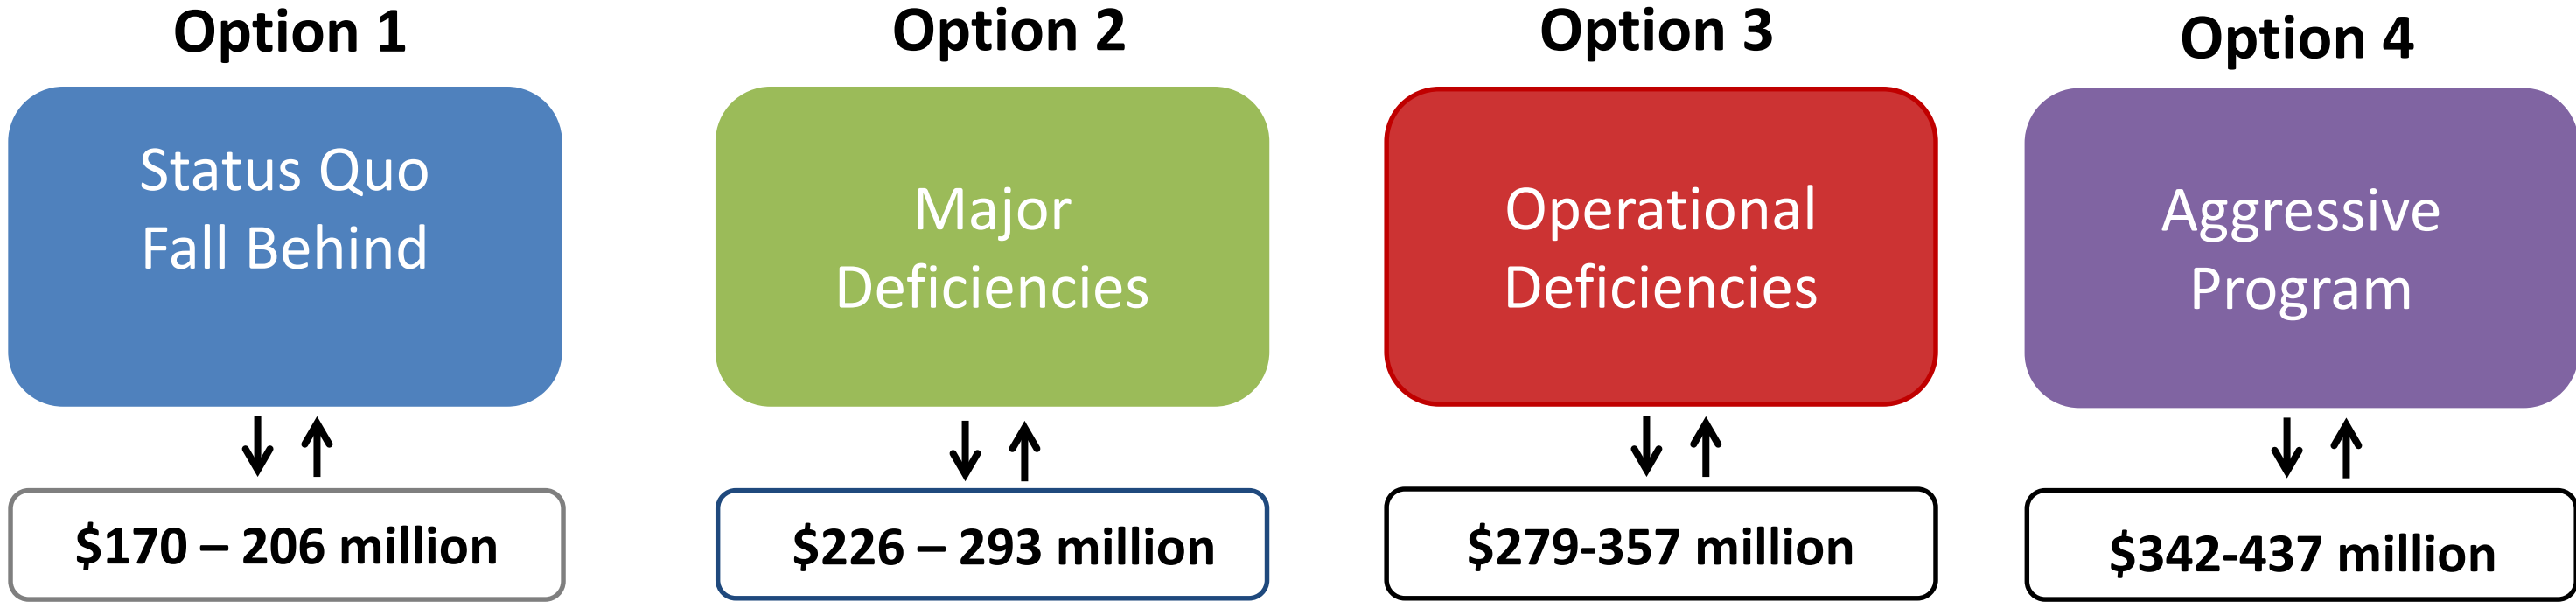 Option 1
Option 2
Option 3
Option 4
Status Quo
Fall Behind
Major
Deficiencies
Operational
Deficiencies
Aggressive
Program
$170 – 206 million
$226 – 293 million
$279-357 million
$342-437 million